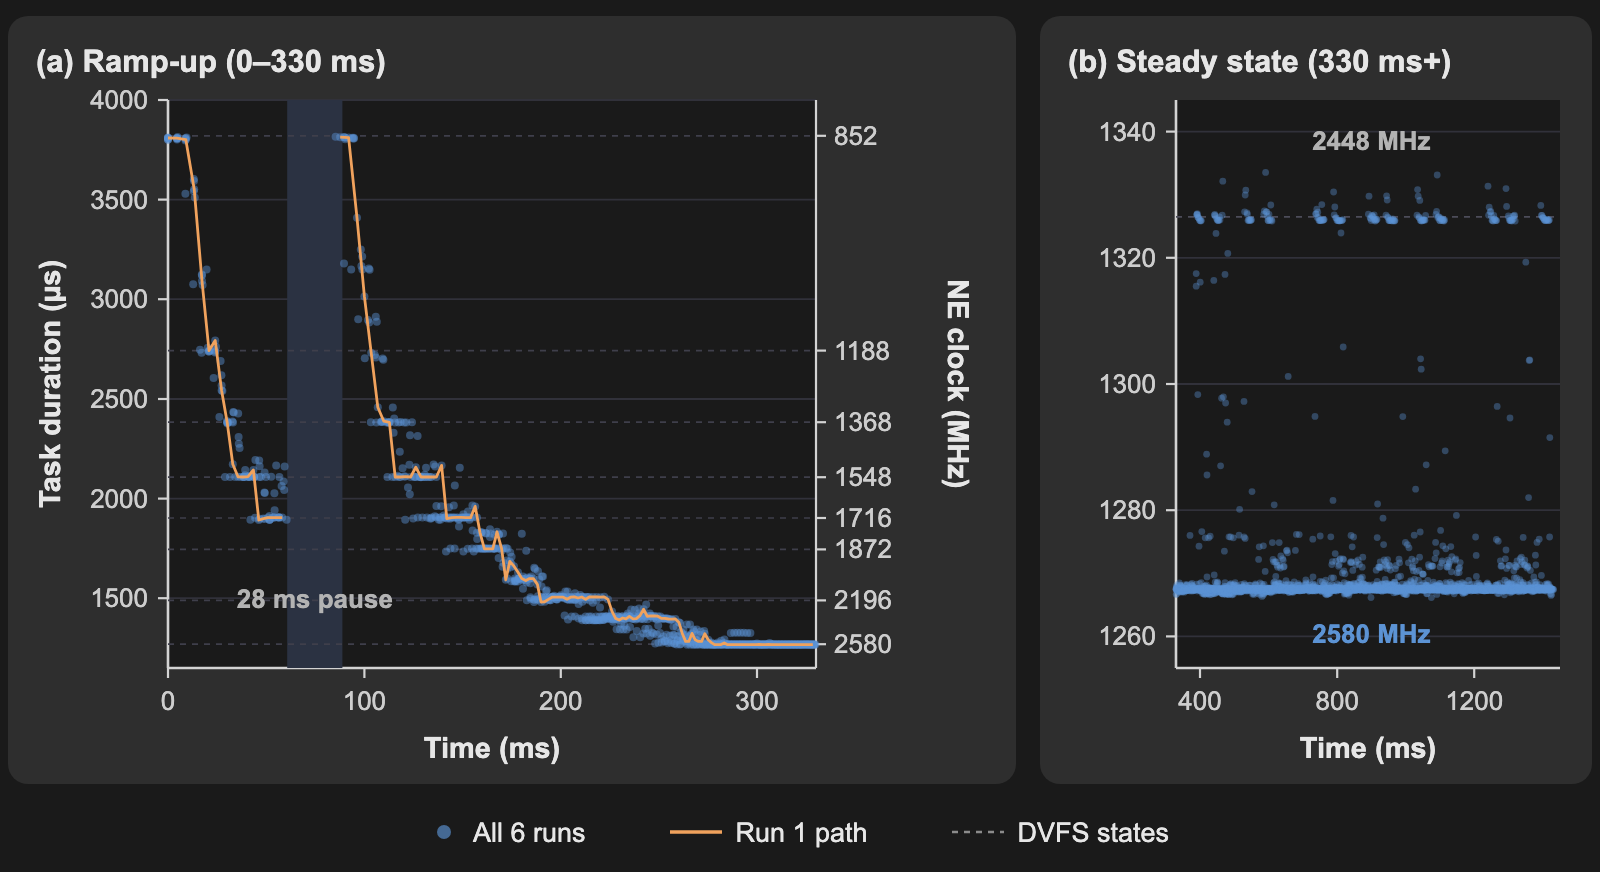 (a) Ramp-up (0–330 ms)
4000
3500
3000
2500
2000
1500
Task duration (μs)
28 ms pause
852
1188
1368
1548
1716
1872
2196
2580
NE clock (MHz)
0
100
200
300
Time (ms)
(b) Steady state (330 ms+)
1340
1320
1300
1280
1260
2448 MHz
2580 MHz
400
800
1200
Time (ms)
All 6 runs
Run 1 path
DVFS states